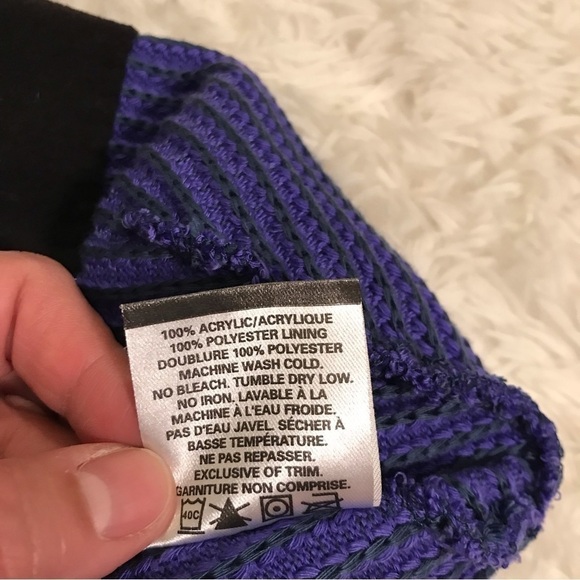 100% ACRYLIC/ACRYLIQUE
100% POLYESTER LINING
DOUBLURE 100% POLYESTER
MACHINE WASH COLD.
NO BLEACH. TUMBLE DRY LOW.
NO IRON. LAVABLE À LA
MACHINE À L'EAU FROIDE.
PAS D'EAU JAVEL. SÉCHER À
BASSE TEMPÉRATURE.
NE PAS REPASSER.
EXCLUSIVE OF TRIM.
GARNITURE NON COMPRISE.
40C